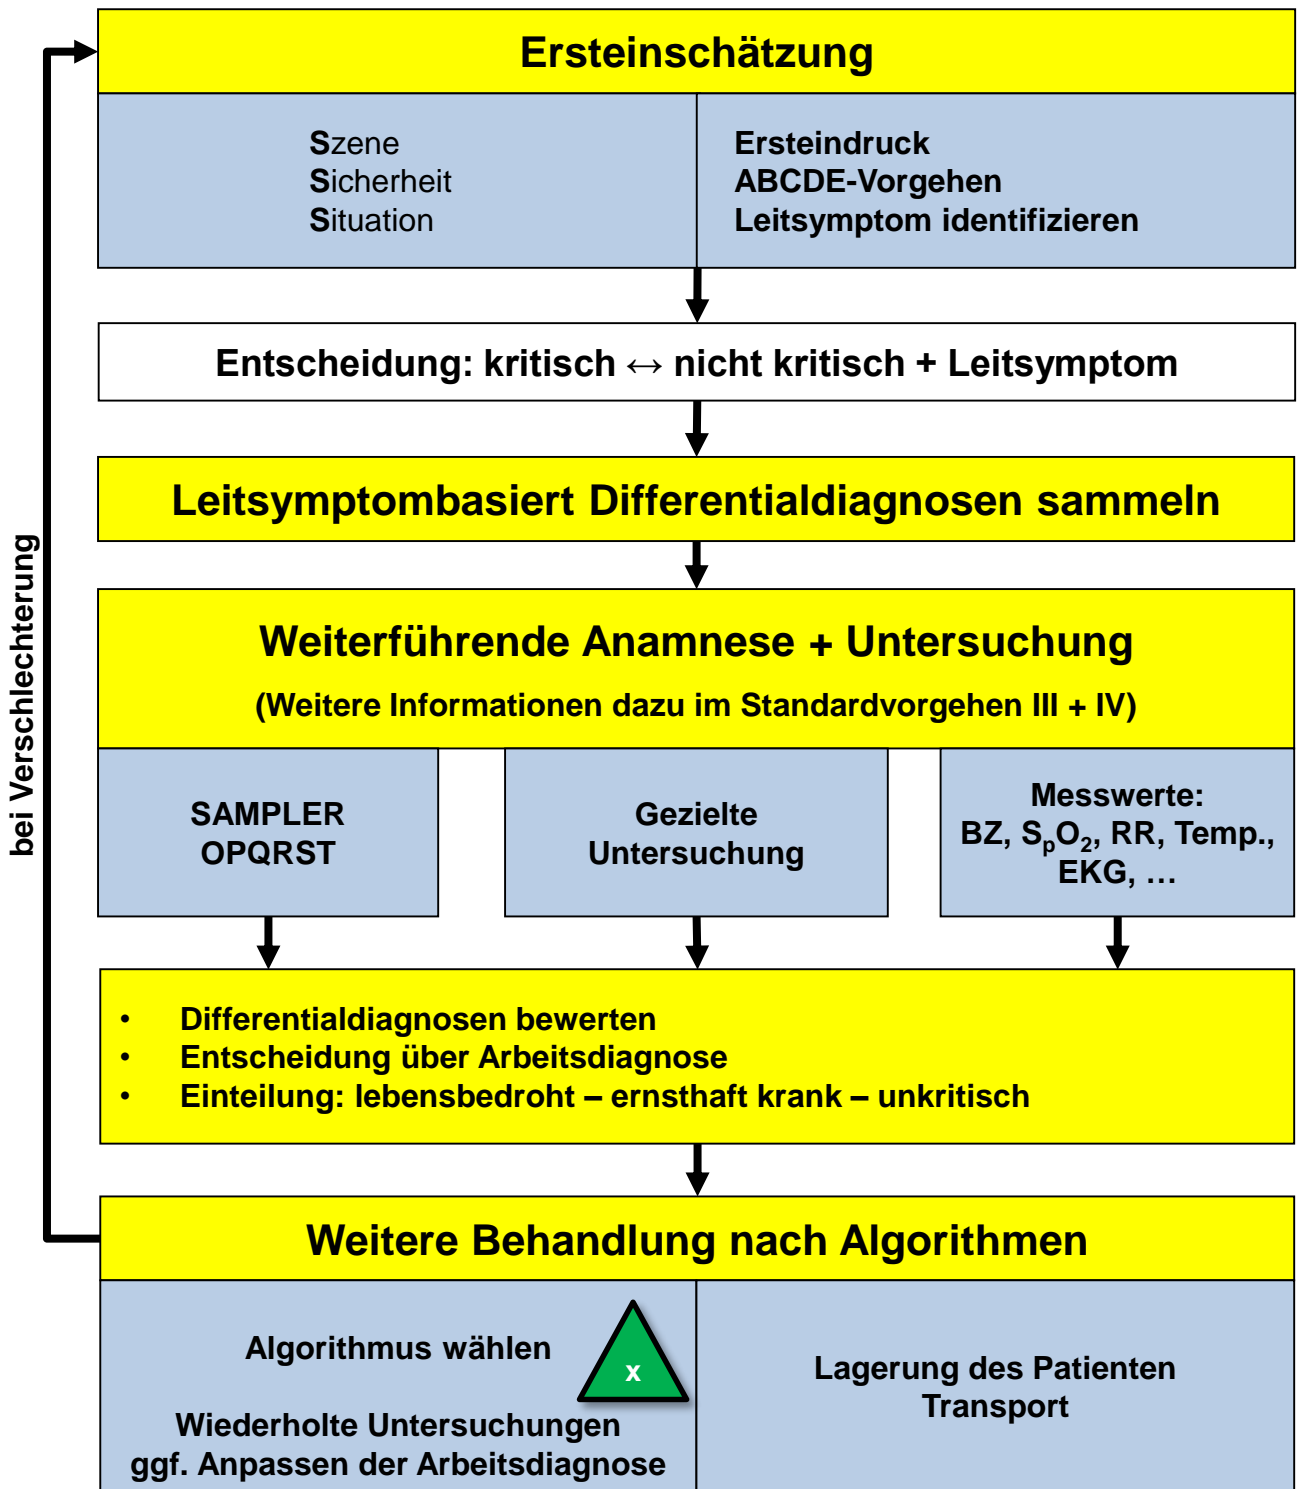 Ersteinschätzung
Szene
Sicherheit
Situation
Ersteindruck
ABCDE-Vorgehen
Leitsymptom identifizieren
Entscheidung: kritisch ↔ nicht kritisch + Leitsymptom
Leitsymptombasiert Differentialdiagnosen sammeln
Weiterführende Anamnese + Untersuchung
(Weitere Informationen dazu im Standardvorgehen III + IV)
SAMPLER
OPQRST
Gezielte
Untersuchung
Messwerte:
BZ, SpO2, RR, Temp.,
EKG, …
• Differentialdiagnosen bewerten
• Entscheidung über Arbeitsdiagnose
• Einteilung: lebensbedroht – ernsthaft krank – unkritisch
Weitere Behandlung nach Algorithmen
Algorithmus wählen
x
Wiederholte Untersuchungen
ggf. Anpassen der Arbeitsdiagnose
Lagerung des Patienten
Transport
bei Verschlechterung